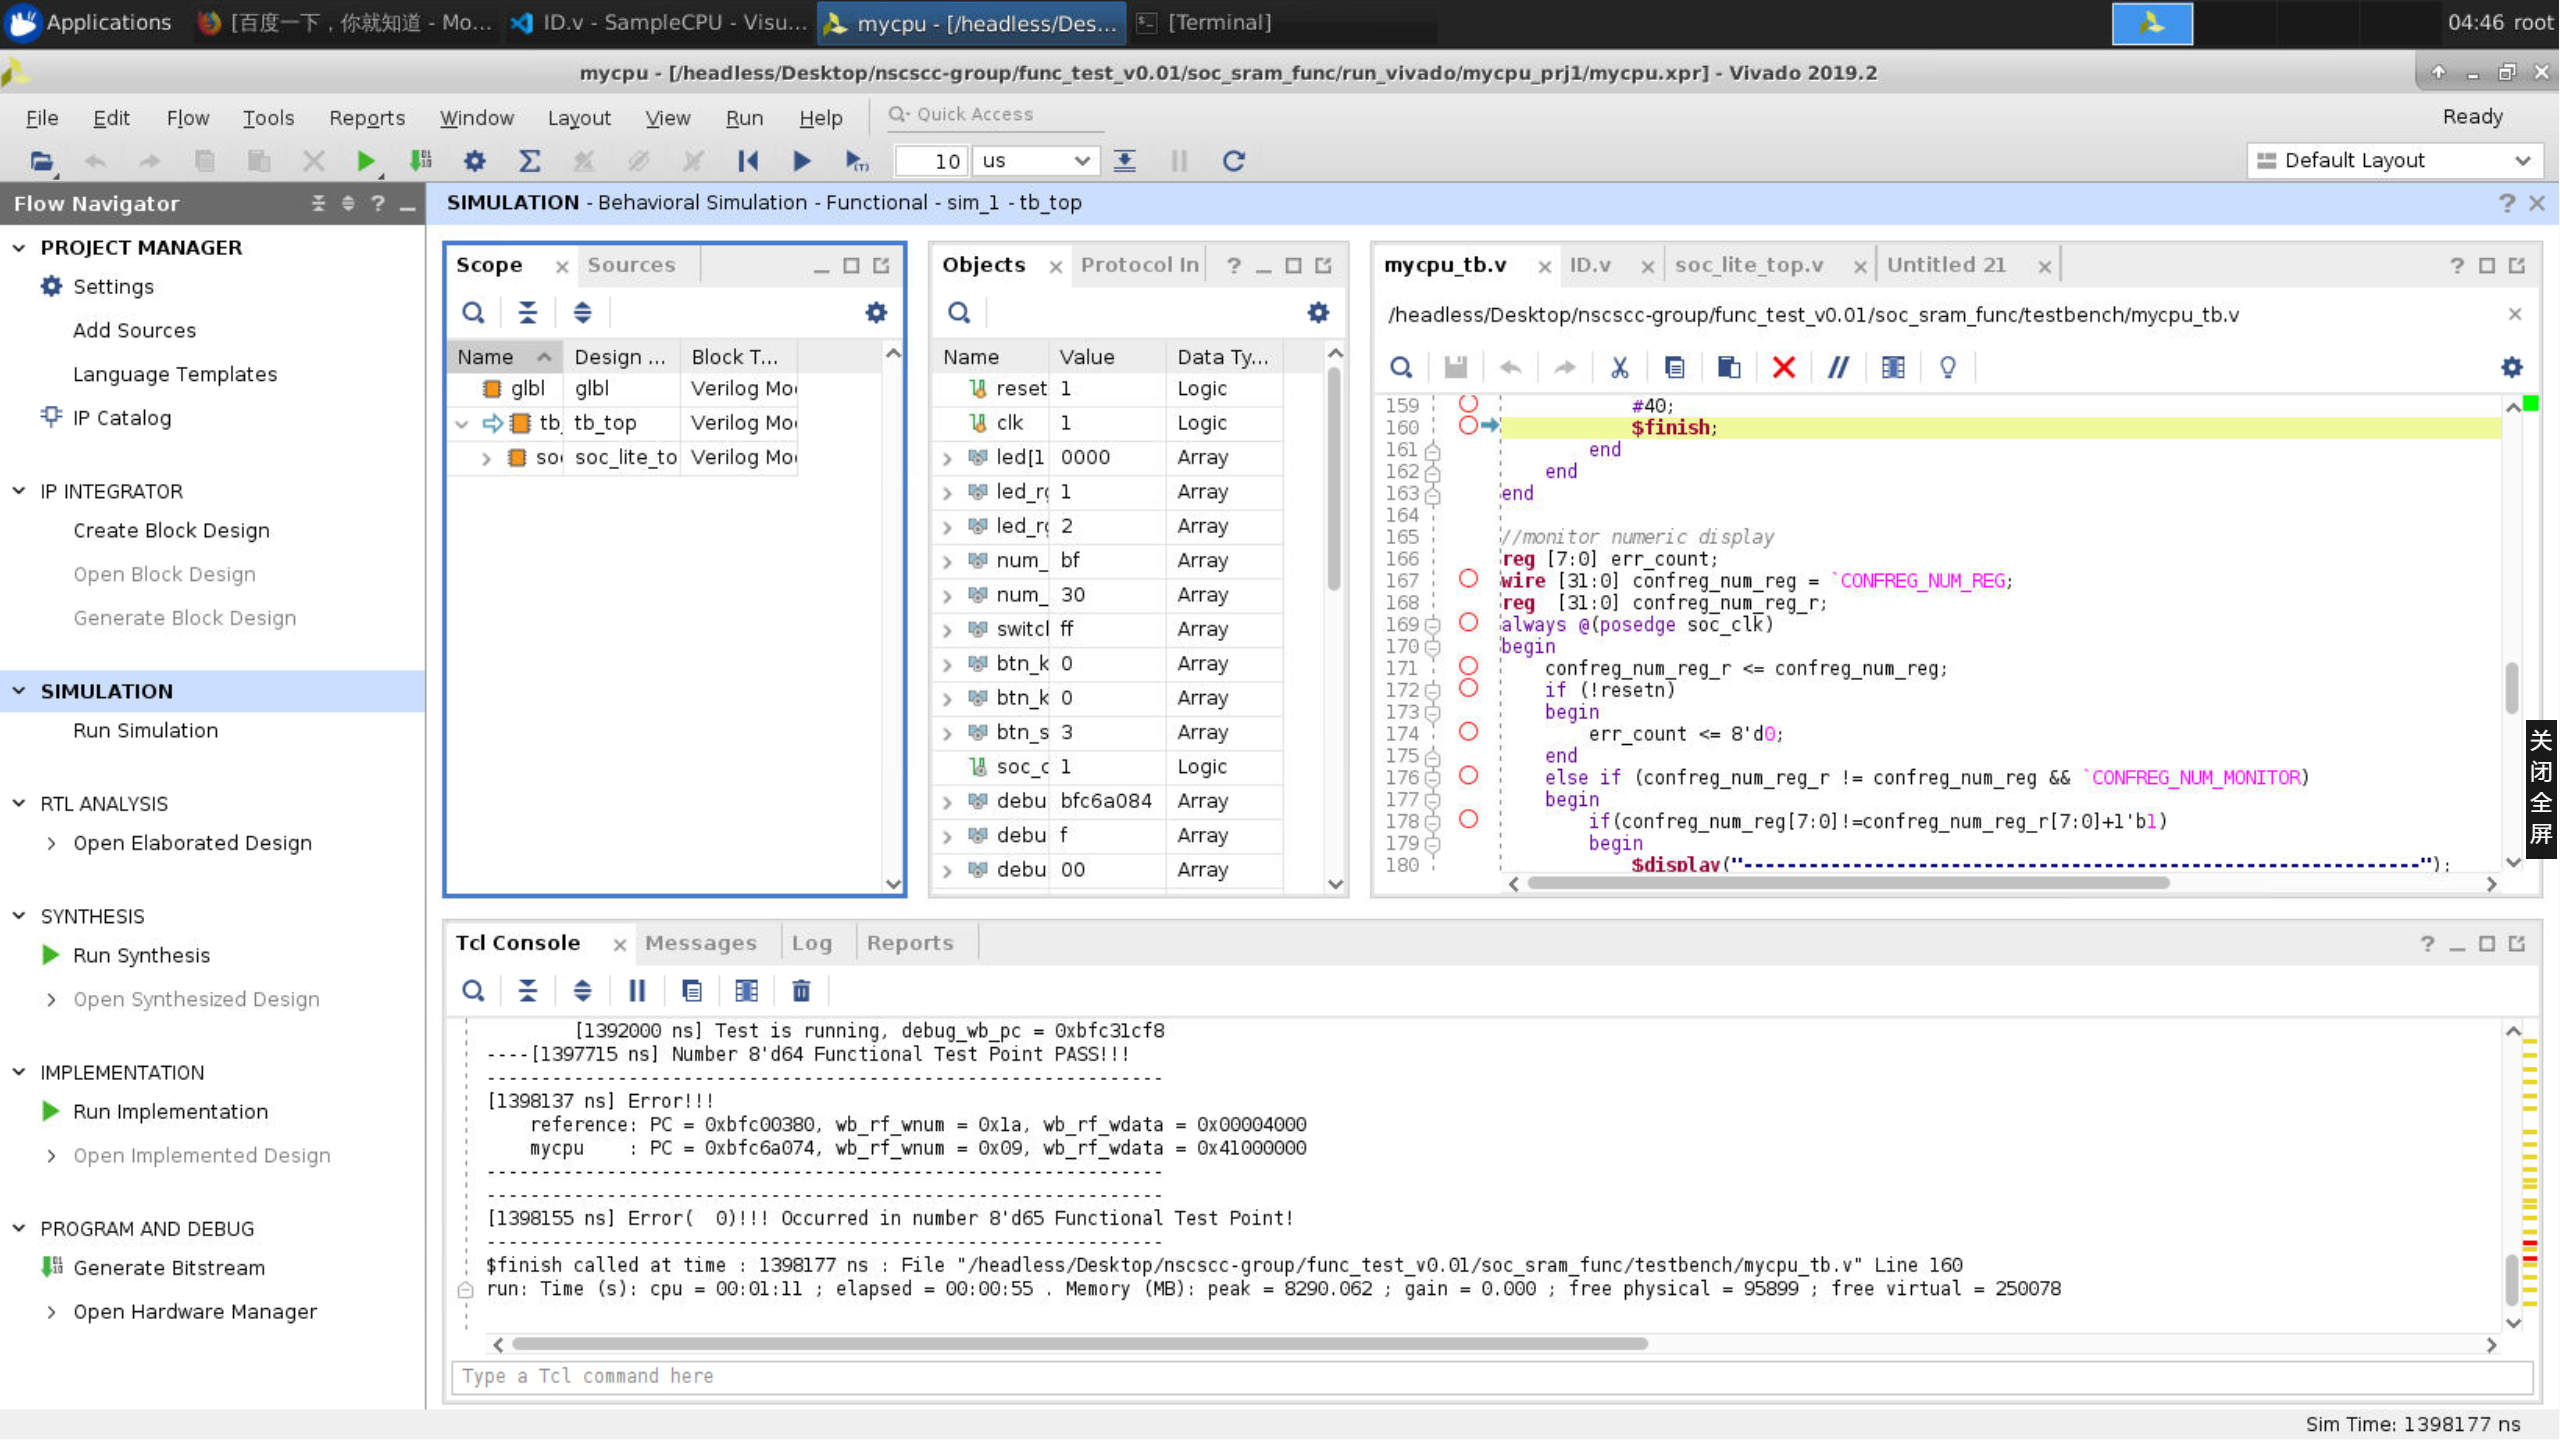 Applications
[百度一下，你就知道 - Mo...
ID.v - SampleCPU - Visu...
mycpu - [/headless/Des...
[Terminal]
04:46 root
mycpu - [/headless/Desktop/nscscc-group/func_test_v0.01/soc_sram_func/run_vivado/mycpu_prj1/mycpu.xpr] - Vivado 2019.2
File Edit Flow Tools Reports Window Layout View Run Help
Quick Access
Ready
10 us
Default Layout
Flow Navigator
SIMULATION - Behavioral Simulation - Functional - sim_1 - tb_top
PROJECT MANAGER
Settings
Add Sources
Language Templates
IP Catalog
IP INTEGRATOR
Create Block Design
Open Block Design
Generate Block Design
SIMULATION
Run Simulation
RTL ANALYSIS
Open Elaborated Design
SYNTHESIS
Run Synthesis
Open Synthesized Design
IMPLEMENTATION
Run Implementation
Open Implemented Design
PROGRAM AND DEBUG
Generate Bitstream
Open Hardware Manager
Scope Sources
Name Design ... Block T...
glbl glbl Verilog Mo
tb_ tb_top Verilog Mo
so soc_lite_to Verilog Mo
Objects Protocol In
Name Value Data Ty...
reset 1 Logic
clk 1 Logic
led[1 0000 Array
led_r 1 Array
led_r 2 Array
num_ bf Array
num_ 30 Array
switc ff Array
btn_k 0 Array
btn_k 0 Array
btn_s 3 Array
soc_c 1 Logic
debu bfc6a084 Array
debu f Array
debu 00 Array
mycpu_tb.v ID.v soc_lite_top.v Untitled 21
/headless/Desktop/nscscc-group/func_test_v0.01/soc_sram_func/testbench/mycpu_tb.v
159 #40;
160 $finish;
161 end
162 end
163 end
164
165 //monitor numeric display
166 reg [7:0] err_count;
167 wire [31:0] confreg_num_reg = `CONFREG_NUM_REG;
168 reg  [31:0] confreg_num_reg_r;
169 always @(posedge soc_clk)
170 begin
171 confreg_num_reg_r <= confreg_num_reg;
172 if (!resetn)
173 begin
174 err_count <= 8'd0;
175 end
176 else if (confreg_num_reg_r != confreg_num_reg && `CONFREG_NUM_MONITOR)
177 begin
178 if(confreg_num_reg[7:0]!=confreg_num_reg_r[7:0]+1'b1)
179 begin
180 $display("--------------------------------------------------------------");
关闭全屏
Tcl Console Messages Log Reports
[1392000 ns] Test is running, debug_wb_pc = 0xbfc31cf8
----[1397715 ns] Number 8'd64 Functional Test Point PASS!!!
--------------------------------------------------------------
[1398137 ns] Error!!!
reference: PC = 0xbfc00380, wb_rf_wnum = 0x1a, wb_rf_wdata = 0x00004000
mycpu    : PC = 0xbfc6a074, wb_rf_wnum = 0x09, wb_rf_wdata = 0x41000000
--------------------------------------------------------------
--------------------------------------------------------------
[1398155 ns] Error(  0)!!! Occurred in number 8'd65 Functional Test Point!
--------------------------------------------------------------
$finish called at time : 1398177 ns : File "/headless/Desktop/nscscc-group/func_test_v0.01/soc_sram_func/testbench/mycpu_tb.v" Line 160
run: Time (s): cpu = 00:01:11 ; elapsed = 00:00:55 . Memory (MB): peak = 8290.062 ; gain = 0.000 ; free physical = 95899 ; free virtual = 250078
Type a Tcl command here
Sim Time: 1398177 ns